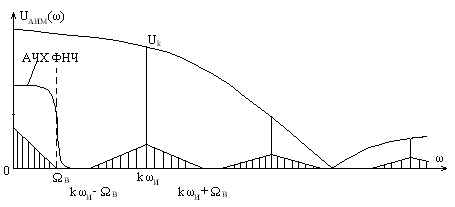 U_АИМ(ω)
U_k
АЧХ ФНЧ
0
Ω_В
kω_И
ω
kω_И-Ω_В
kω_И+Ω_В